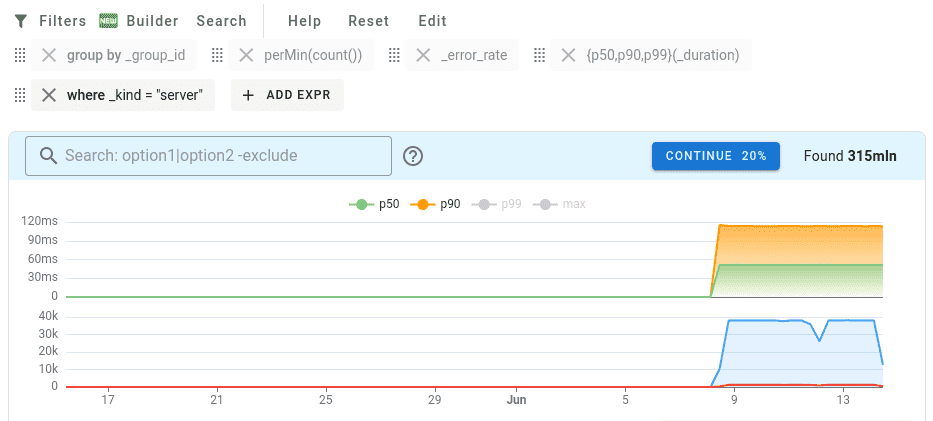 Filters NEW Builder Search Help Reset Edit
group by _group_id perMin(count()) _error_rate {p50,p90,p99}(_duration)
where _kind = "server" + ADD EXPR
Search: option1|option2 -exclude ? CONTINUE 20% Found 315mln
p50 p90 p99 max
120ms
90ms
60ms
30ms
0
40k
30k
20k
10k
0
17 21 25 29 Jun 5 9 13